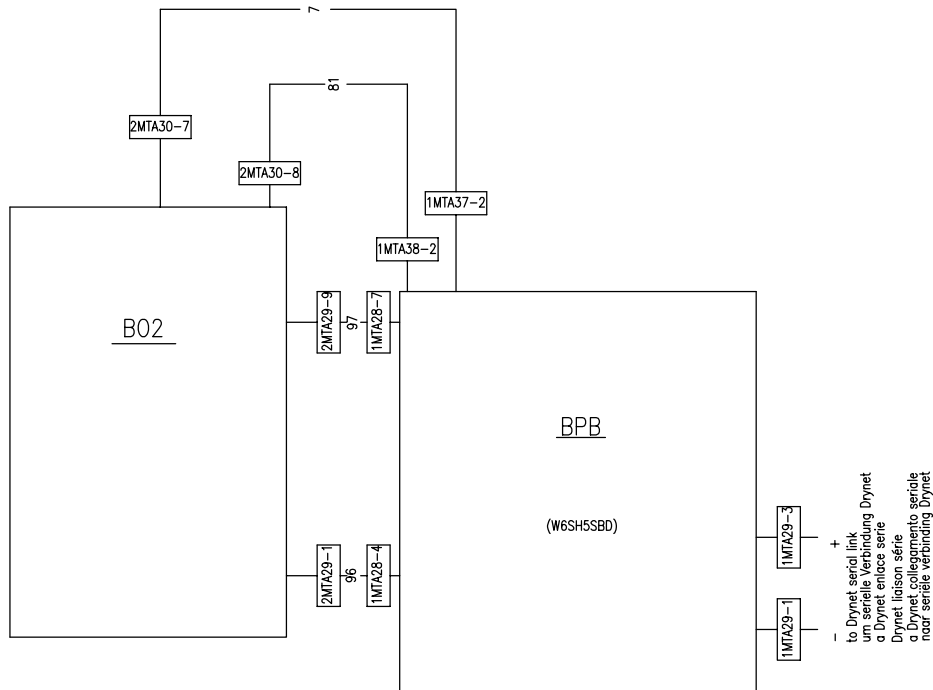 7
81
2MTA30-7
2MTA30-8
1MTA37-2
1MTA38-2
2MTA29-9
97
1MTA28-7
B02
BPB
(W6SH5SBD)
2MTA29-1
96
1MTA28-4
1MTA29-3
+
1MTA29-1
-
to Drynet serial link
um serielle Verbindung Drynet
a Drynet enlace serie
Drynet liaison série
a Drynet collegamento seriale
naar seriële verbinding Drynet